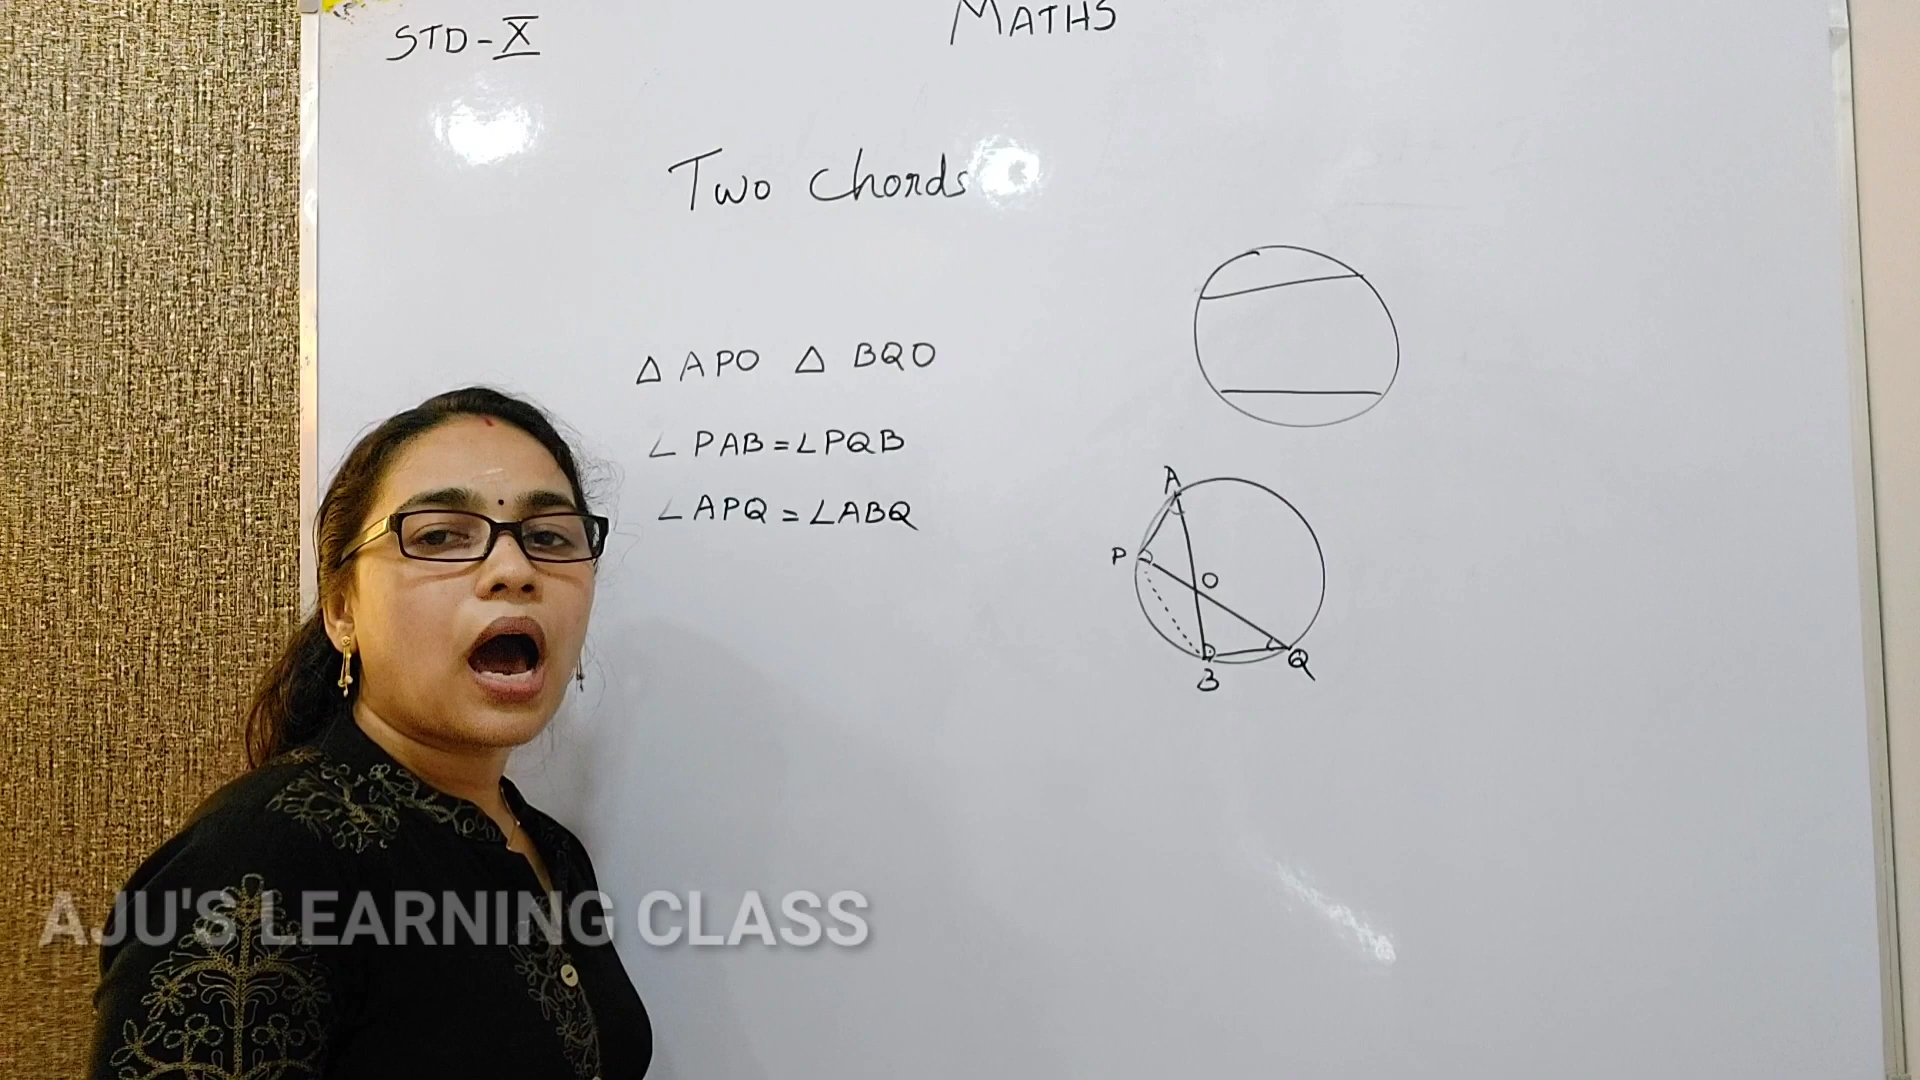 STD-X
MATHS
Two Chords
△ APO △ BQO
∠ PAB = ∠PQB
∠APQ = ∠ABQ
A
P
O
B
Q
AJU'S LEARNING CLASS